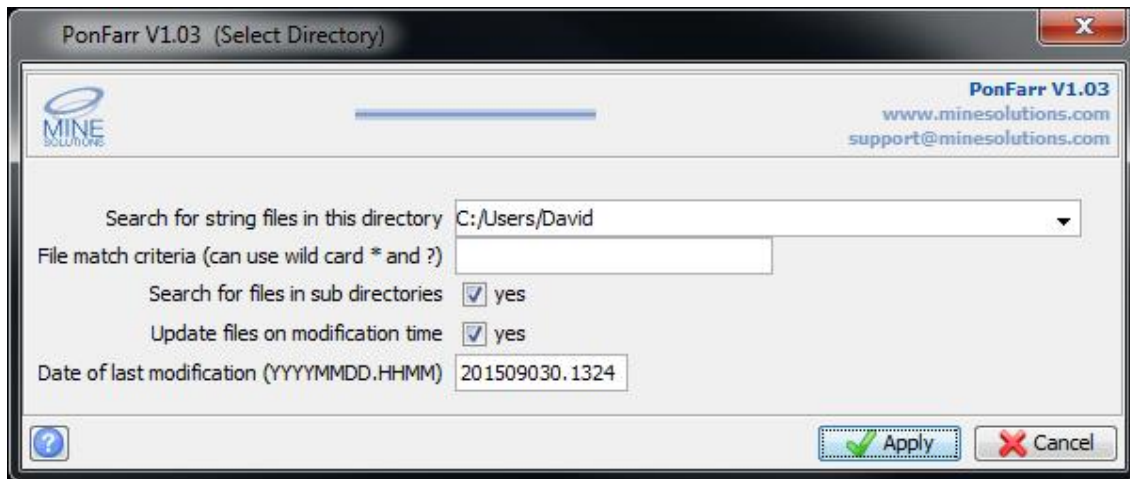 PonFarr V1.03 (Select Directory)
MINE
SOLUTIONS
PonFarr V1.03
www.minesolutions.com
support@minesolutions.com
Search for string files in this directory C:/Users/David
File match criteria (can use wild card * and ?)
Search for files in sub directories yes
Update files on modification time yes
Date of last modification (YYYYMMDD.HHMM) 201509030.1324
? Apply Cancel